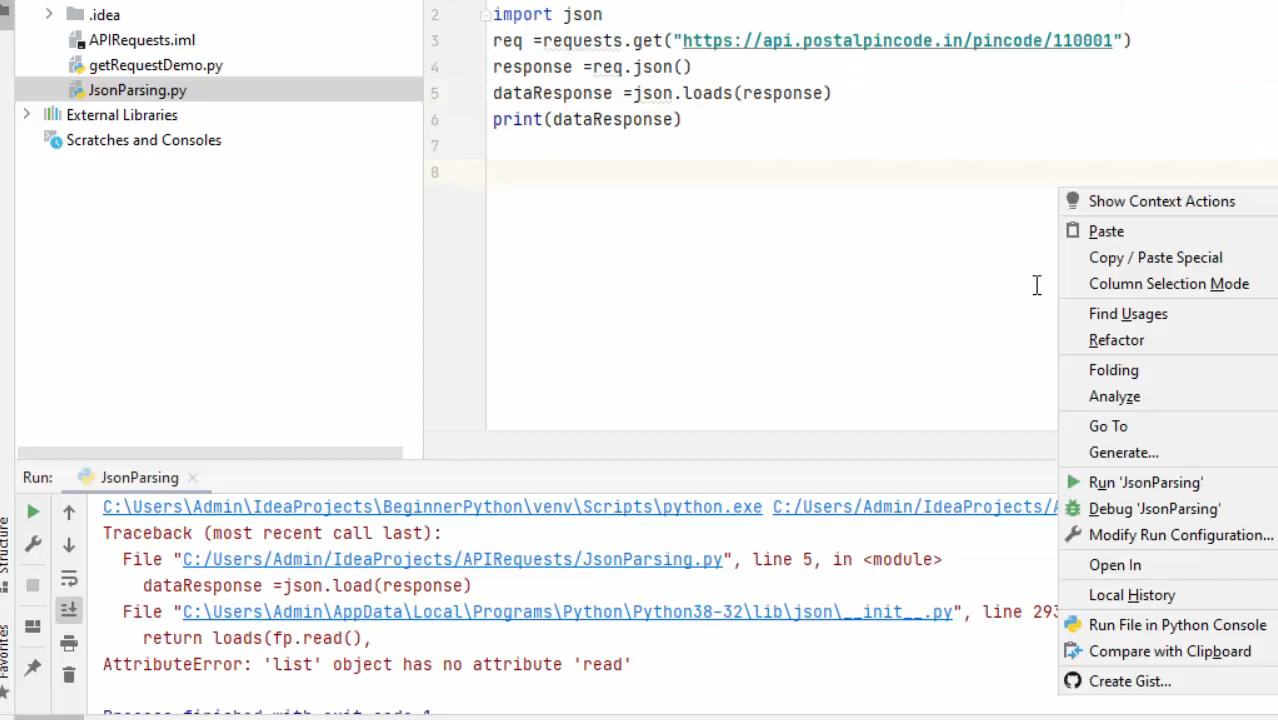 .idea
APIRequests.iml
getRequestDemo.py
JsonParsing.py
External Libraries
Scratches and Consoles
2 import json
3 req =requests.get("https://api.postalpincode.in/pincode/110001")
4 response =req.json()
5 dataResponse =json.loads(response)
6 print(dataResponse)
7
8
Show Context Actions
Paste
Copy / Paste Special
Column Selection Mode
Find Usages
Refactor
Folding
Analyze
Go To
Generate...
Run 'JsonParsing'
Debug 'JsonParsing'
Modify Run Configuration...
Open In
Local History
Run File in Python Console
Compare with Clipboard
Create Gist...
Structure
Favorites
Run: JsonParsing
C:\Users\Admin\IdeaProjects\BeginnerPython\venv\Scripts\python.exe C:/Users/Admin/IdeaProjects/A
Traceback (most recent call last):
File "C:/Users/Admin/IdeaProjects/APIRequests/JsonParsing.py", line 5, in <module>
dataResponse =json.load(response)
File "C:\Users\Admin\AppData\Local\Programs\Python\Python38-32\lib\json\__init__.py", line 293
return loads(fp.read(),
AttributeError: 'list' object has no attribute 'read'
Process finished with exit code 1